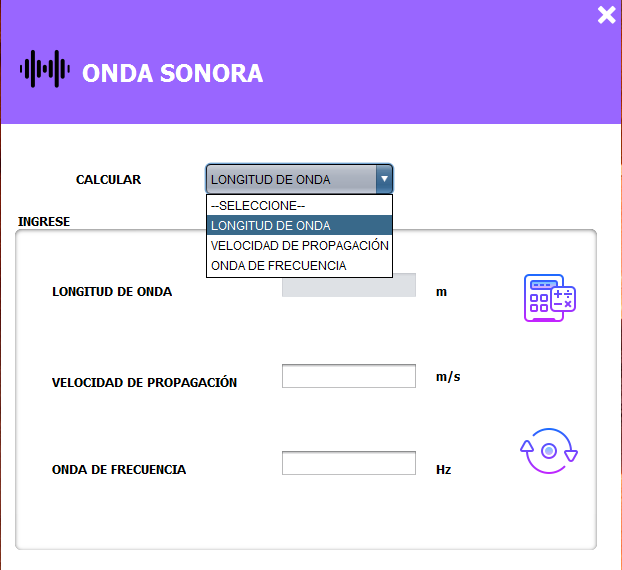 ONDA SONORA
CALCULAR
LONGITUD DE ONDA
--SELECCIONE--
LONGITUD DE ONDA
VELOCIDAD DE PROPAGACIÓN
ONDA DE FRECUENCIA
INGRESE
LONGITUD DE ONDA m
VELOCIDAD DE PROPAGACIÓN m/s
ONDA DE FRECUENCIA Hz